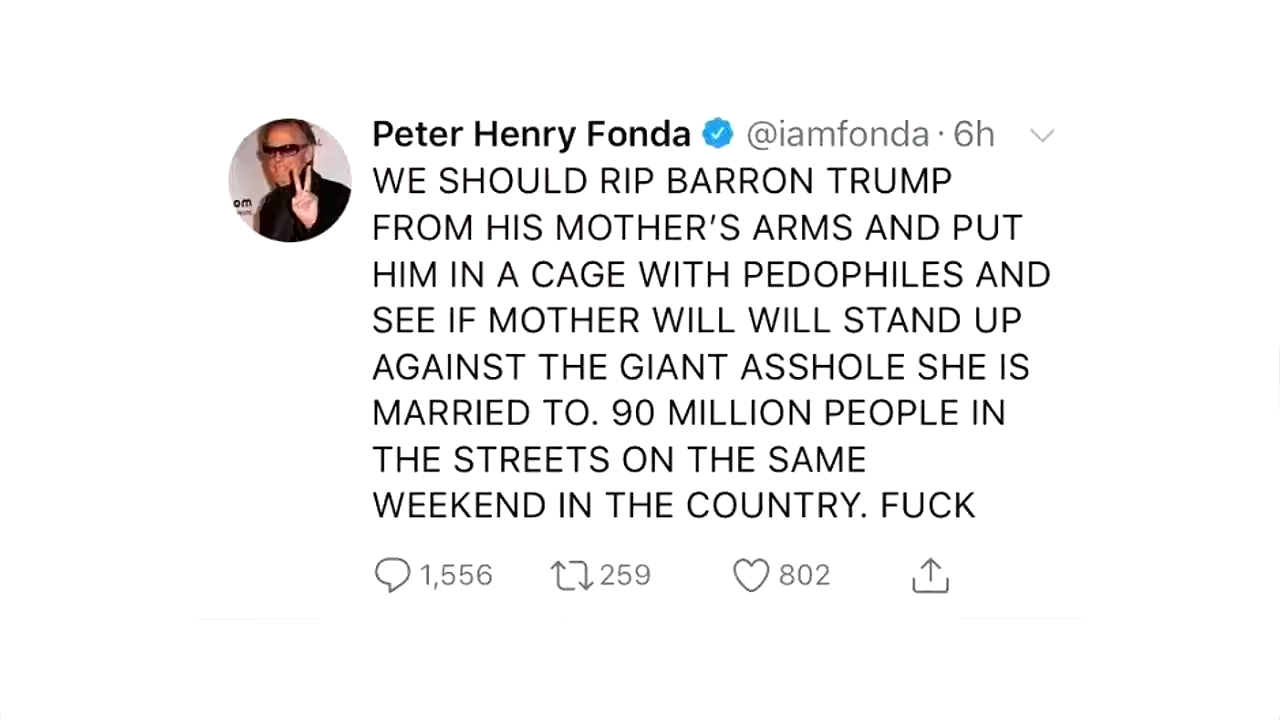 Peter Henry Fonda @iamfonda · 6h
WE SHOULD RIP BARRON TRUMP
FROM HIS MOTHER’S ARMS AND PUT
HIM IN A CAGE WITH PEDOPHILES AND
SEE IF MOTHER WILL WILL STAND UP
AGAINST THE GIANT ASSHOLE SHE IS
MARRIED TO. 90 MILLION PEOPLE IN
THE STREETS ON THE SAME
WEEKEND IN THE COUNTRY. FUCK
1,556 259 802
om